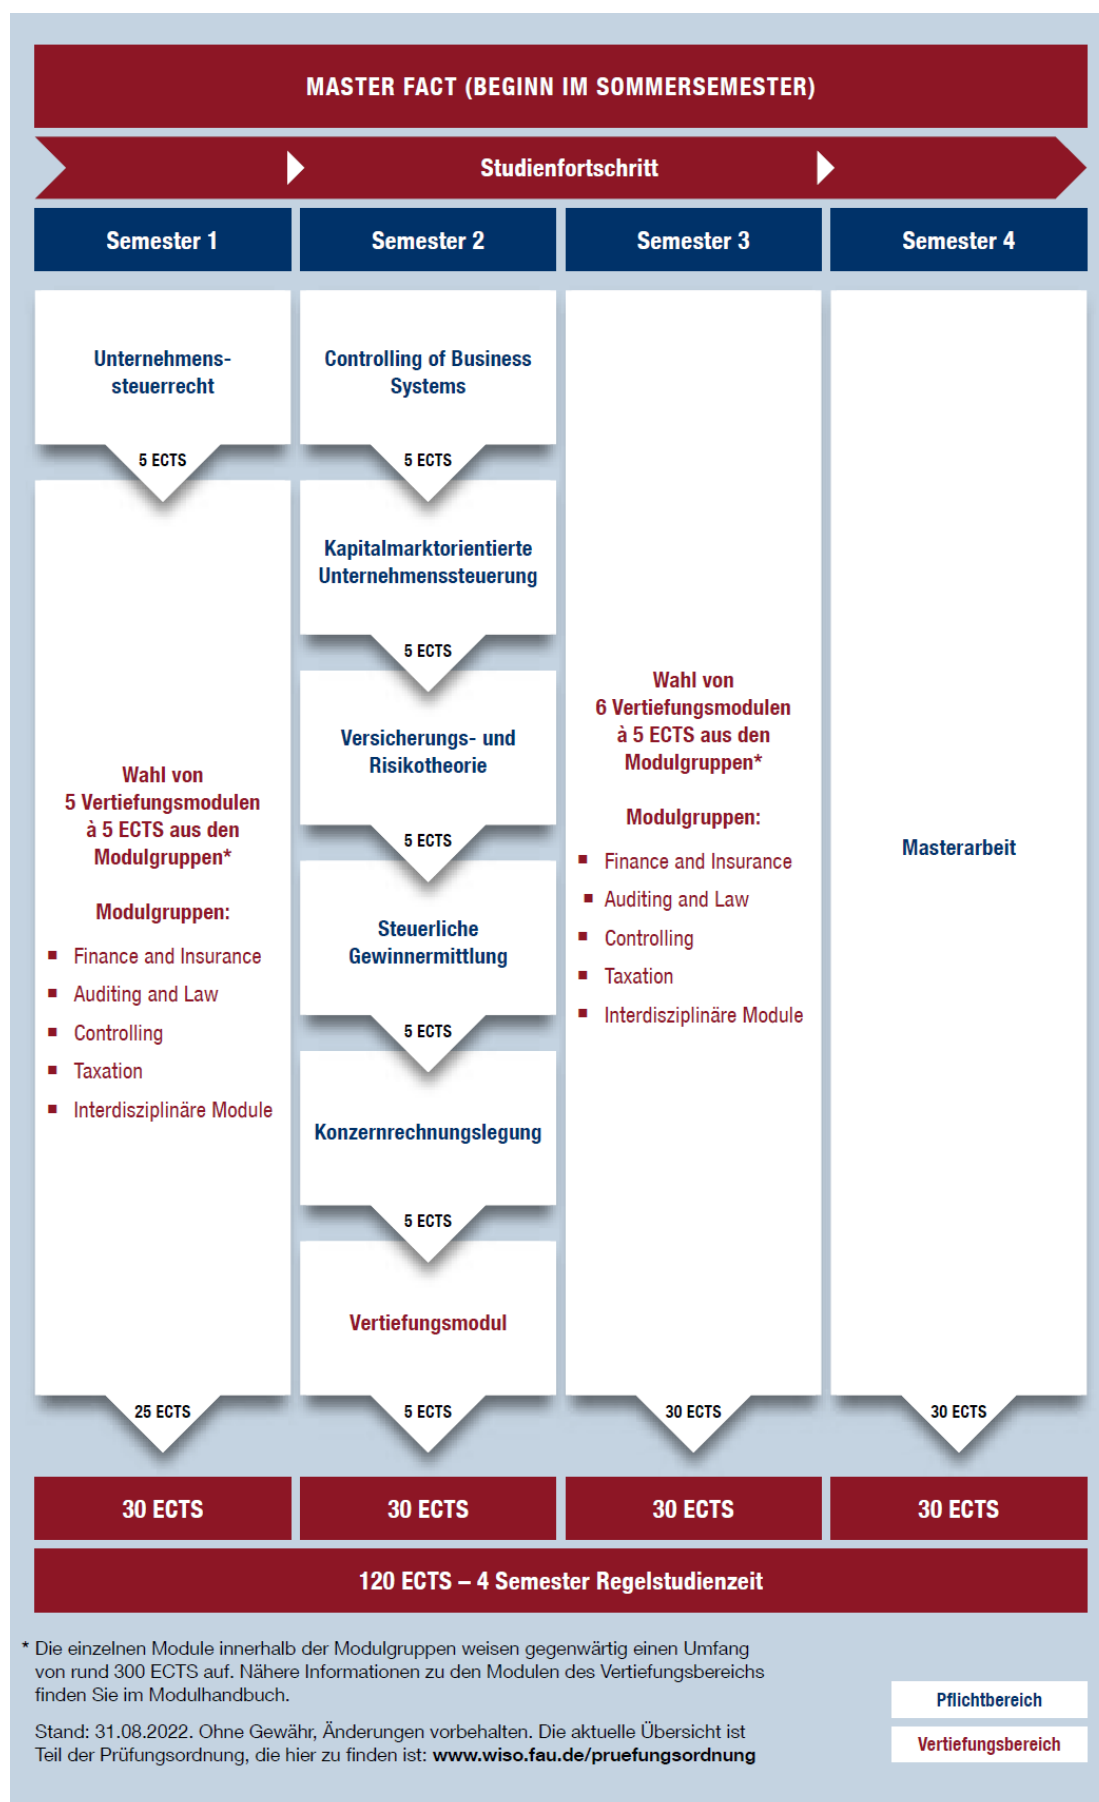 MASTER FACT (BEGINN IM SOMMERSEMESTER)
Studienfortschritt
Semester 1
Semester 2
Semester 3
Semester 4
Unternehmens-
steuerrecht
5 ECTS
Wahl von
5 Vertiefungsmodulen
à 5 ECTS aus den
Modulgruppen*
Modulgruppen:
▪ Finance and Insurance
▪ Auditing and Law
▪ Controlling
▪ Taxation
▪ Interdisziplinäre Module
25 ECTS
Controlling of Business
Systems
5 ECTS
Kapitalmarktorientierte
Unternehmenssteuerung
5 ECTS
Versicherungs- und
Risikotheorie
5 ECTS
Steuerliche
Gewinnermittlung
5 ECTS
Konzernrechnungslegung
5 ECTS
Vertiefungsmodul
5 ECTS
Wahl von
6 Vertiefungsmodulen
à 5 ECTS aus den
Modulgruppen*
Modulgruppen:
▪ Finance and Insurance
▪ Auditing and Law
▪ Controlling
▪ Taxation
▪ Interdisziplinäre Module
30 ECTS
Masterarbeit
30 ECTS
30 ECTS
30 ECTS
30 ECTS
30 ECTS
120 ECTS – 4 Semester Regelstudienzeit
* Die einzelnen Module innerhalb der Modulgruppen weisen gegenwärtig einen Umfang
von rund 300 ECTS auf. Nähere Informationen zu den Modulen des Vertiefungsbereichs
finden Sie im Modulhandbuch.
Stand: 31.08.2022. Ohne Gewähr, Änderungen vorbehalten. Die aktuelle Übersicht ist
Teil der Prüfungsordnung, die hier zu finden ist: www.wiso.fau.de/pruefungsordnung
Pflichtbereich
Vertiefungsbereich